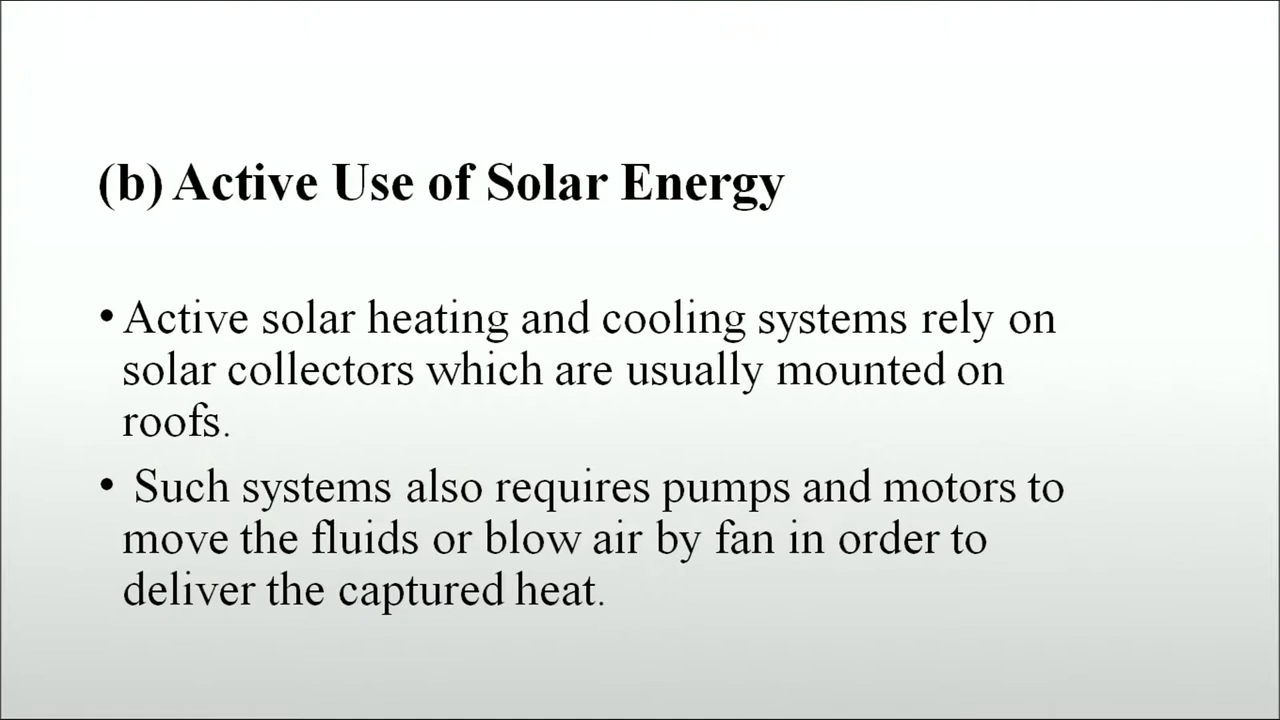 (b) Active Use of Solar Energy
• Active solar heating and cooling systems rely on
solar collectors which are usually mounted on
roofs.
• Such systems also requires pumps and motors to
move the fluids or blow air by fan in order to
deliver the captured heat.